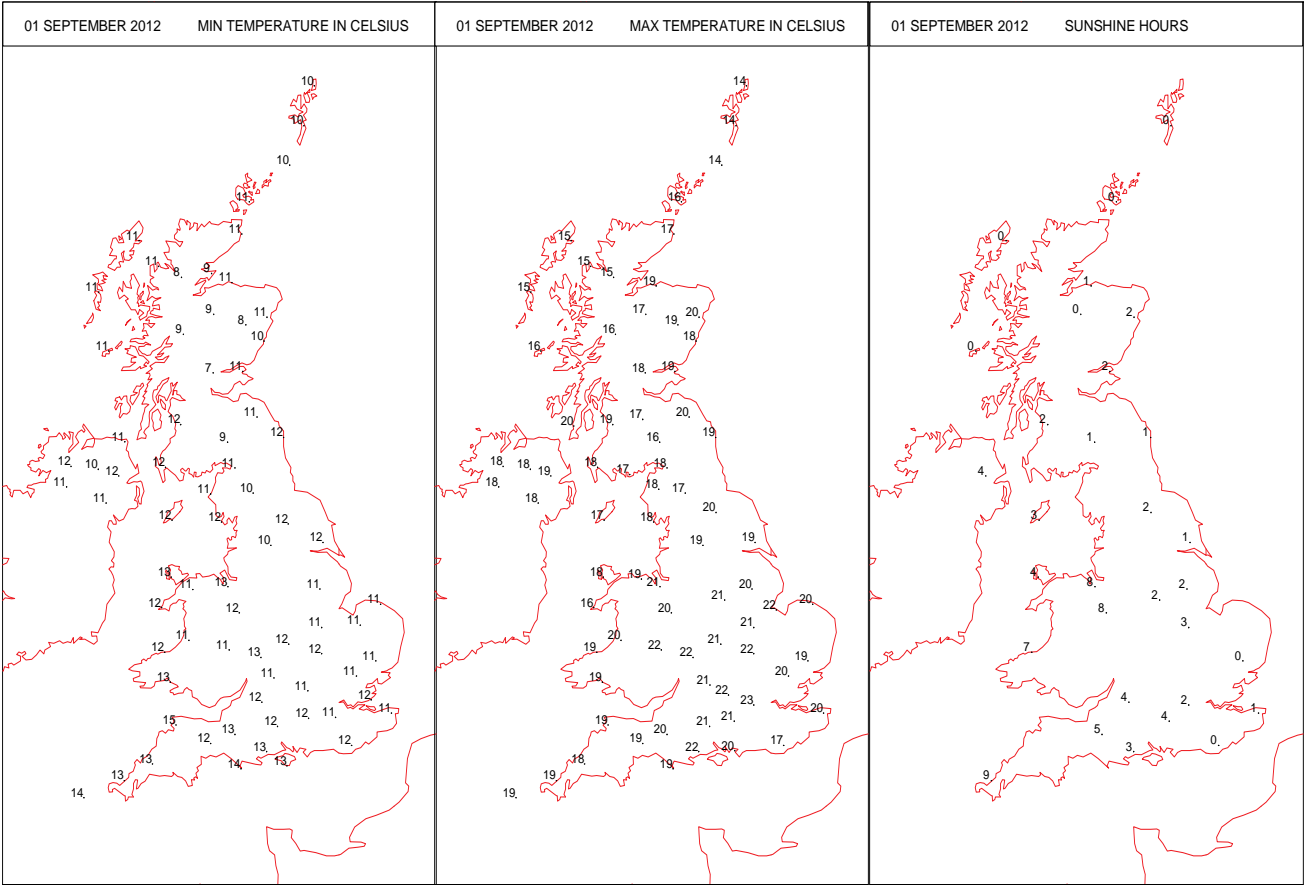 01 SEPTEMBER 2012 MIN TEMPERATURE IN CELSIUS
10
10
10
11
11
11
11 8 9 11
11
9 8 11
9 10
11
7 11
11
12
11 9 12
12 10 12 12 11
11 11 11 10
12 12 12
10 12
13 11 13 11
12 12 11
11 11
12 11 11 13 12 12 11
13 11 11 11
12 12
15 13 12 12 11 11
12 13 12
13 14 13
13
14
01 SEPTEMBER 2012 MAX TEMPERATURE IN CELSIUS
14
14
14
16
17
15
15 15 19
15
17 19 20
16 18
16
18 19
20 19 17 20
16 19
18 18 19 18 17 18
18 18 18 17
17 18 20
19 19
18 19 21 20
16 20 21 22 20
21
19 20 22 22 21 22 19
19 21 20
22 23
19 20 21 21 20
19 22 20 17
18 19
19
19
01 SEPTEMBER 2012 SUNSHINE HOURS
0
0
0
1
0 2
0
2
2 1 1
4
3 2
1
4 8 2
8 2
3
7 0
4 2
5 4 1
3 0
9